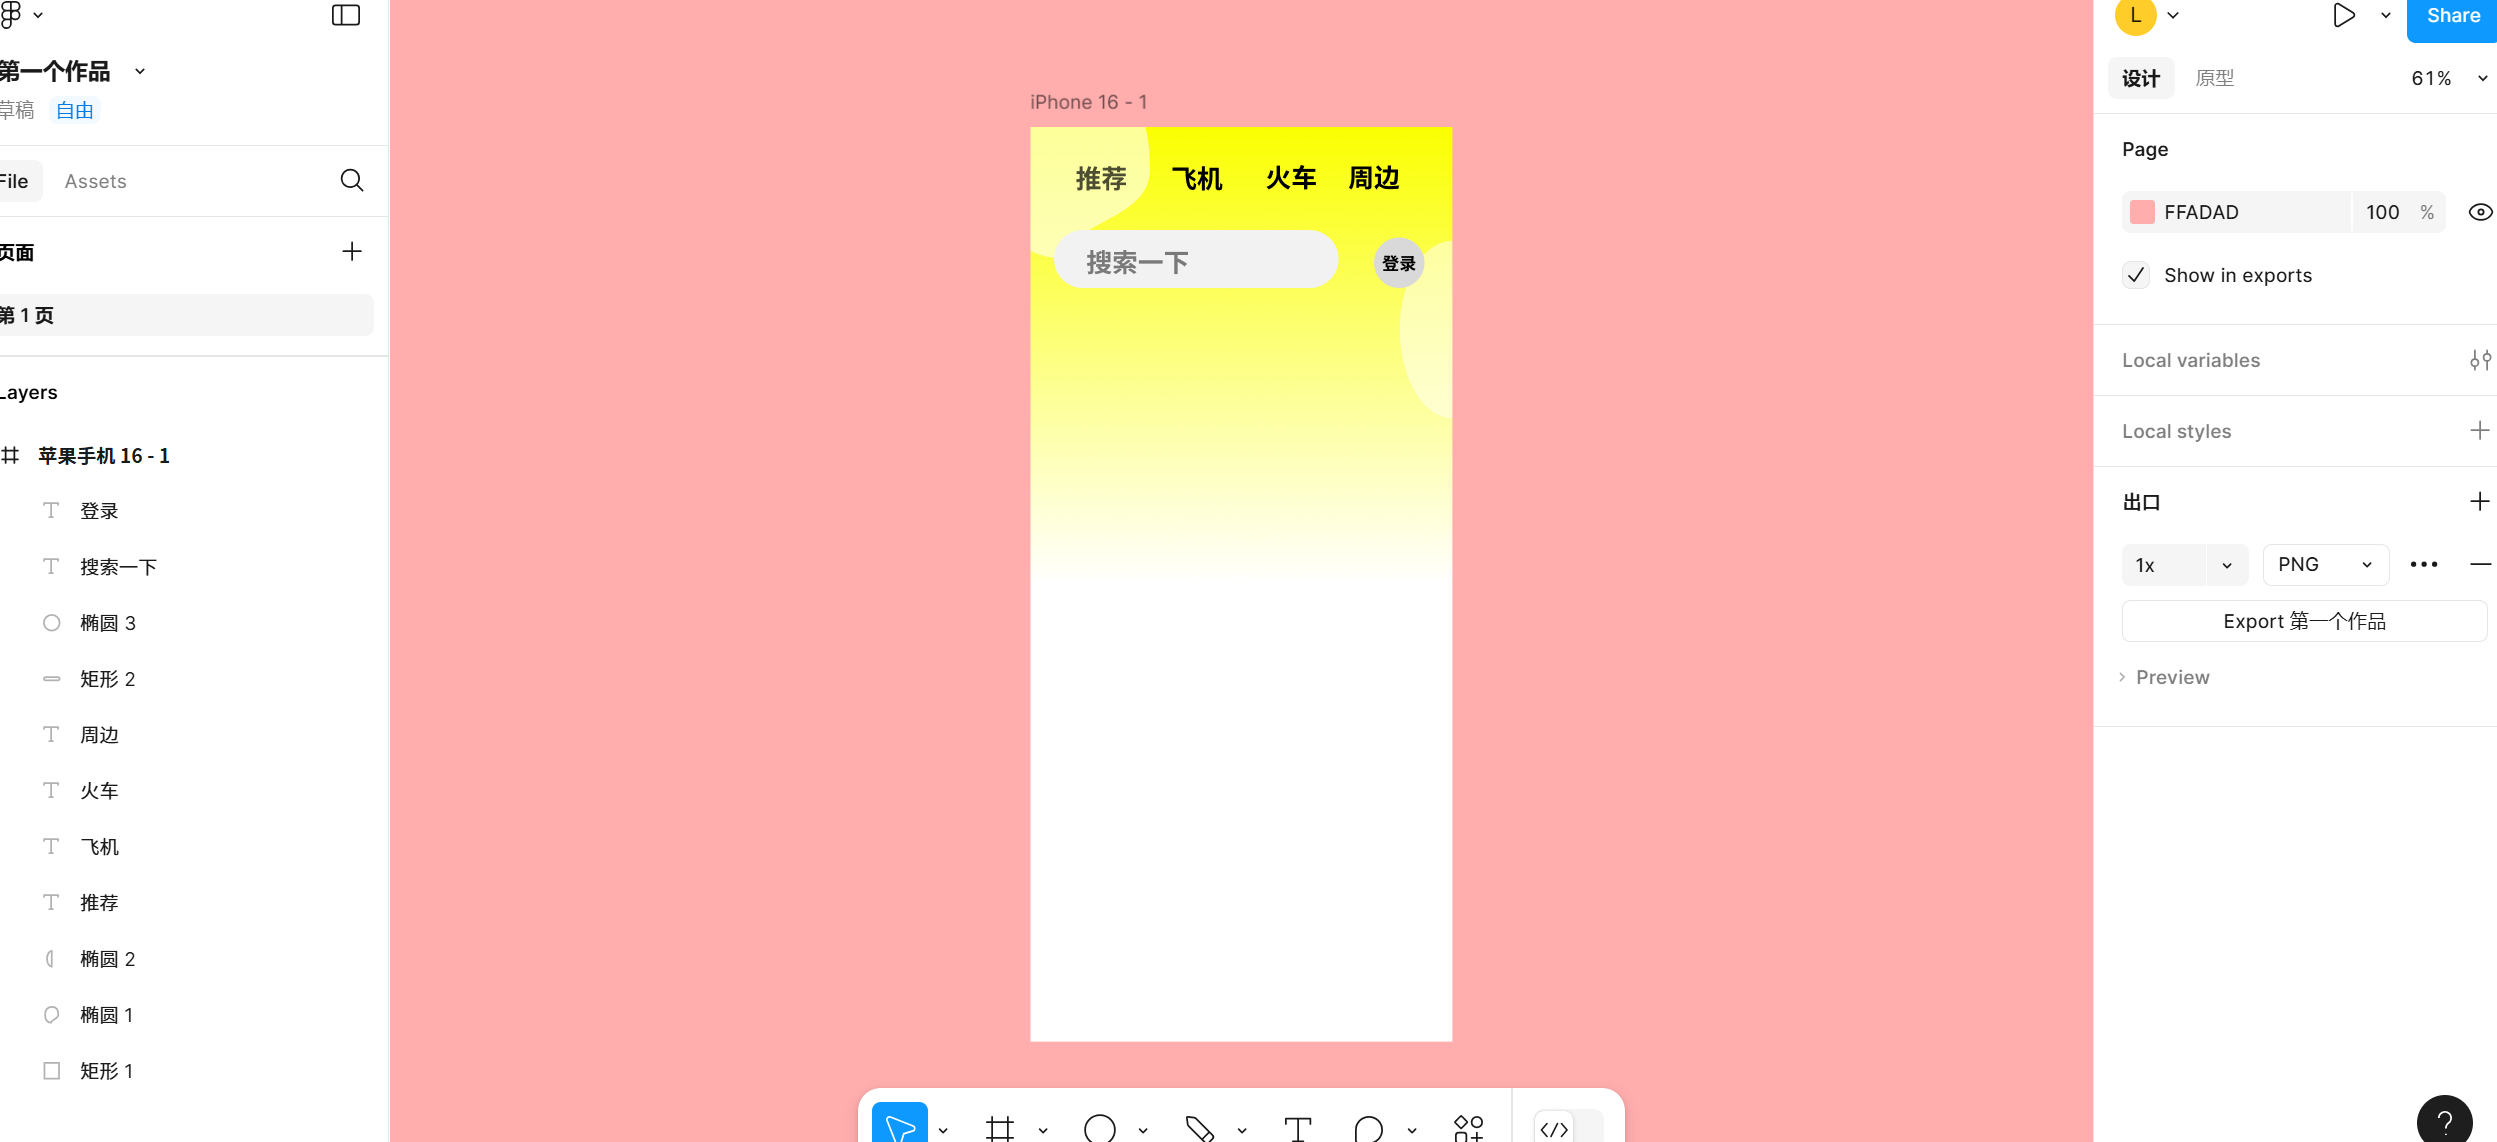 第一个作品
草稿 自由
File Assets
页面
第 1 页
Layers
苹果手机 16 - 1
登录
搜索一下
椭圆 3
矩形 2
周边
火车
飞机
推荐
椭圆 2
椭圆 1
矩形 1
iPhone 16 - 1
推荐 飞机 火车 周边
搜索一下 登录
L Share
设计 原型 61%
Page
FFADAD 100 %
Show in exports
Local variables
Local styles
出口
1x PNG
Export 第一个作品
Preview
?